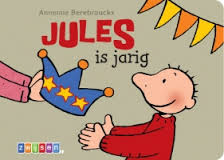 Annemie Berebrouckx
JULES
is jarig
zwijsen